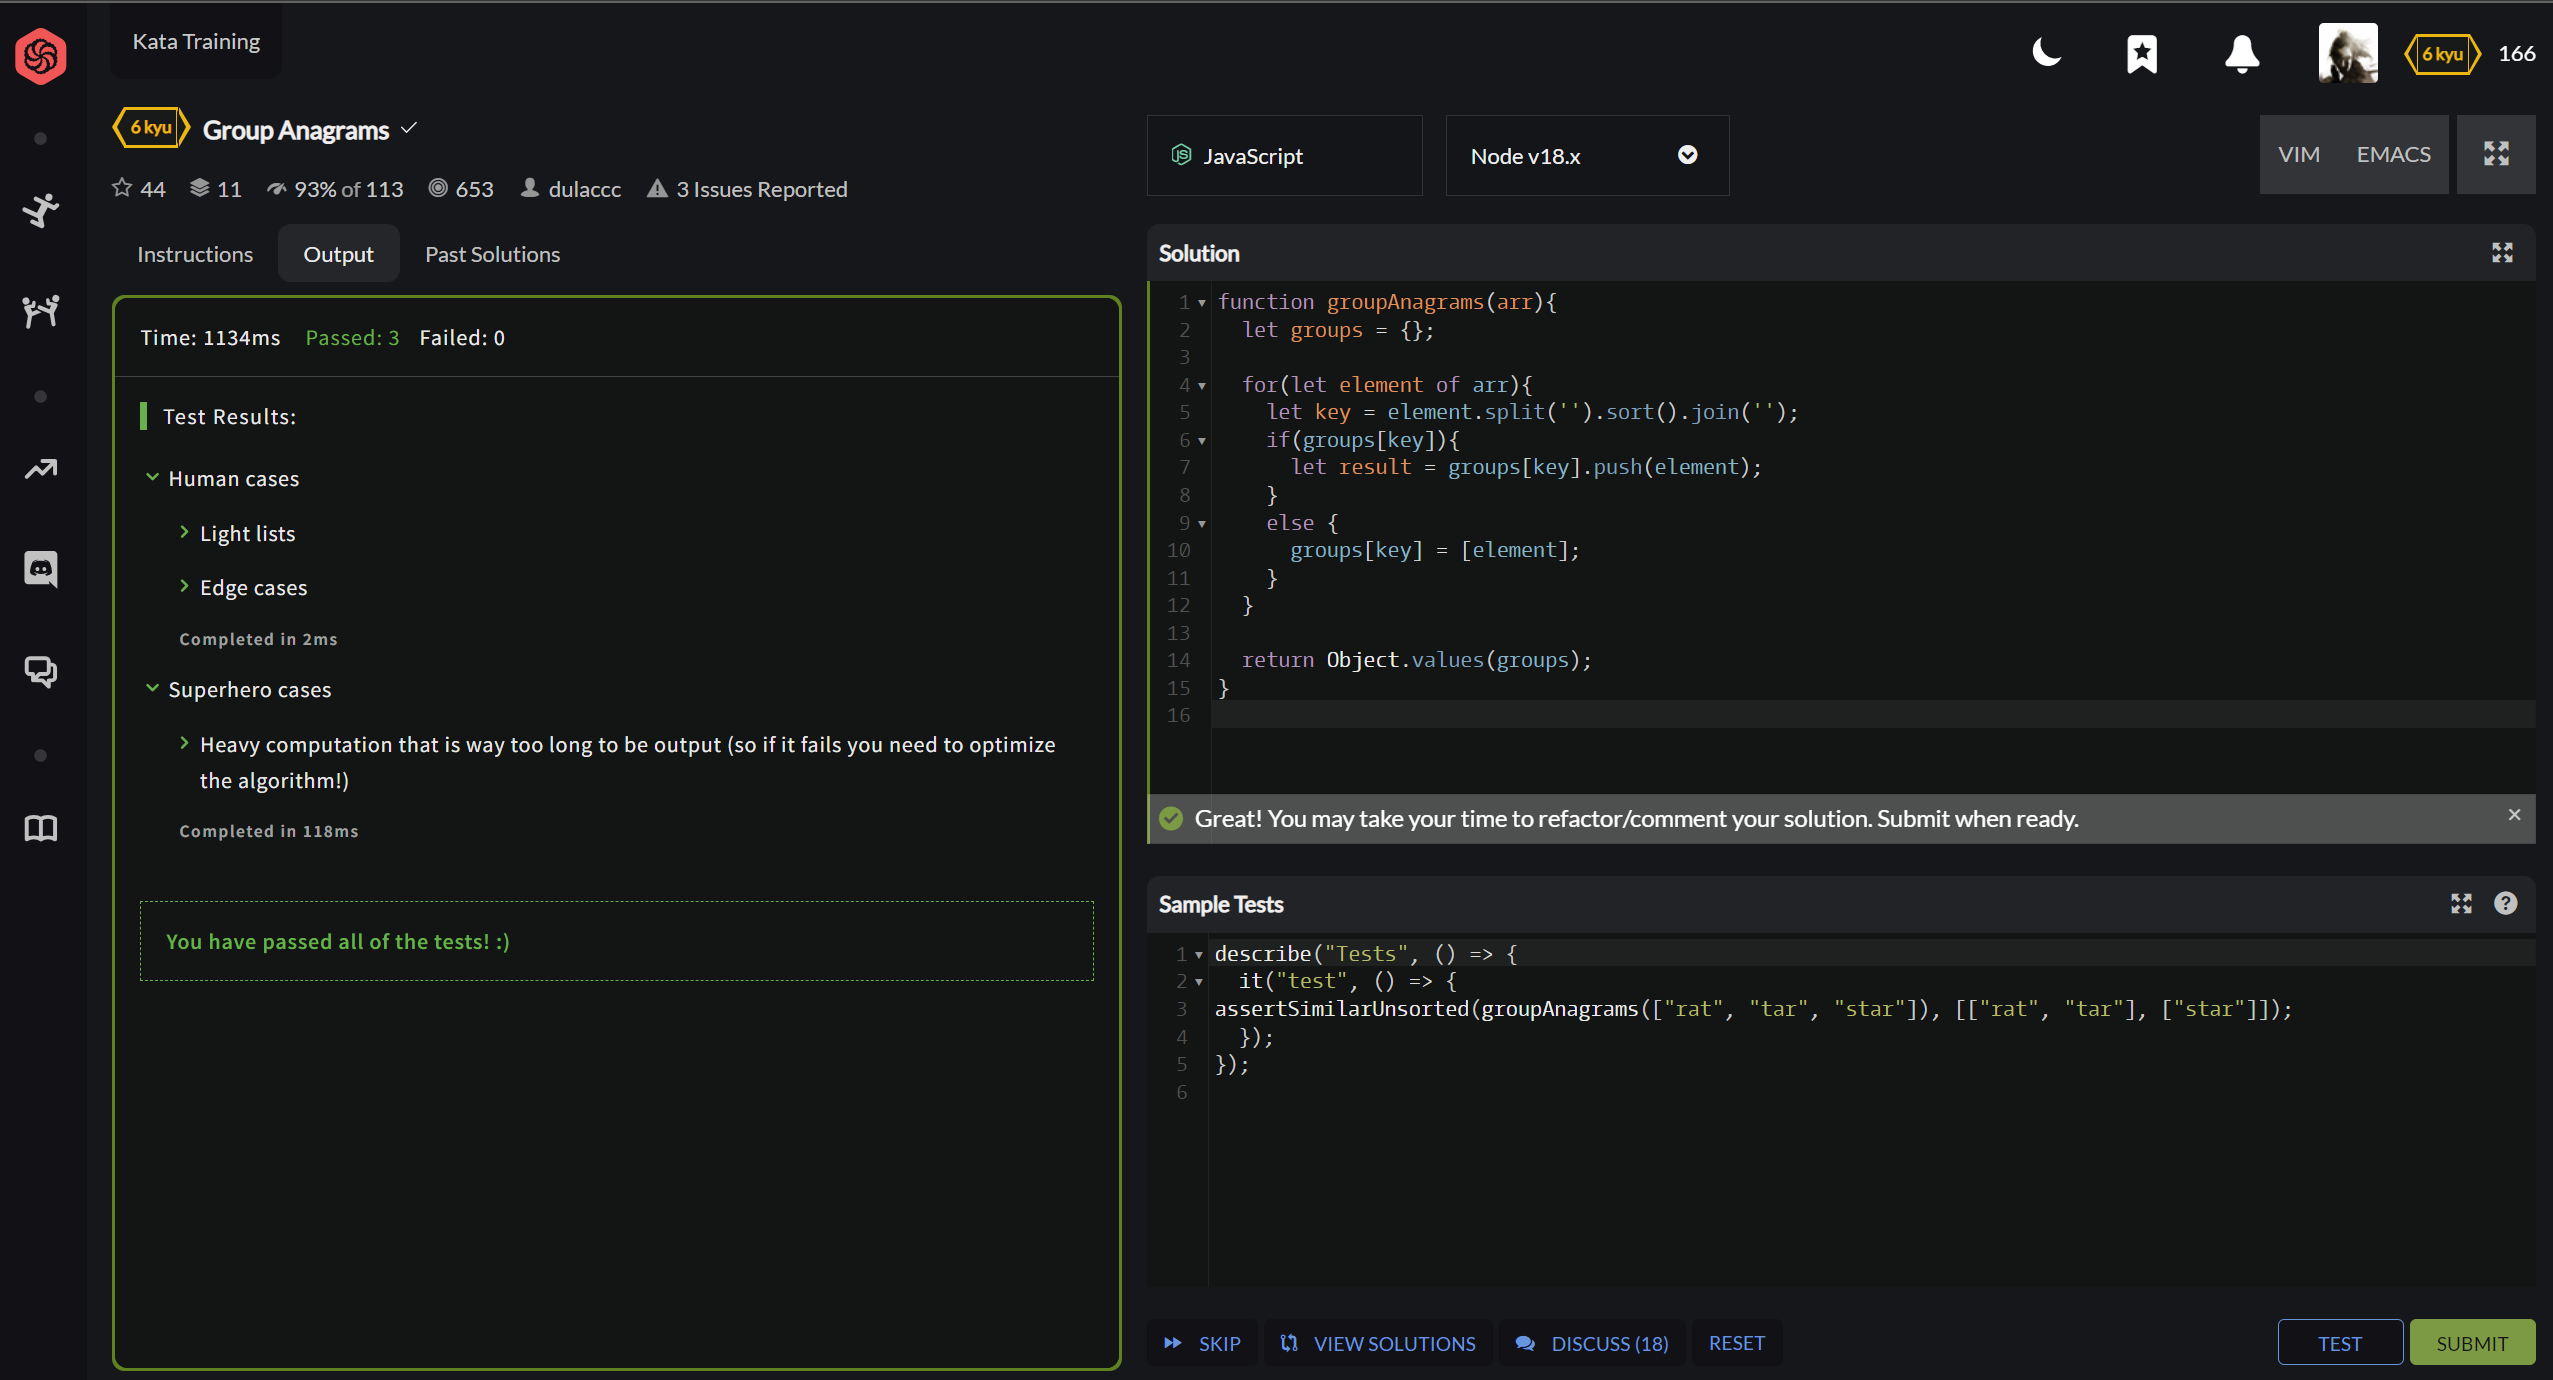 Kata Training
6 kyu 166
6 kyu Group Anagrams
44 11 93% of 113 653 dulaccc 3 Issues Reported
Instructions Output Past Solutions
Time: 1134ms Passed: 3 Failed: 0
Test Results:
Human cases
Light lists
Edge cases
Completed in 2ms
Superhero cases
Heavy computation that is way too long to be output (so if it fails you need to optimize
the algorithm!)
Completed in 118ms
You have passed all of the tests! :)
JavaScript Node v18.x VIM EMACS
Solution
1 function groupAnagrams(arr){
2   let groups = {};
3
4   for(let element of arr){
5     let key = element.split('').sort().join('');
6     if(groups[key]){
7       let result = groups[key].push(element);
8     }
9     else {
10       groups[key] = [element];
11     }
12   }
13
14   return Object.values(groups);
15 }
16
Great! You may take your time to refactor/comment your solution. Submit when ready.
Sample Tests
1 describe("Tests", () => {
2   it("test", () => {
3 assertSimilarUnsorted(groupAnagrams(["rat", "tar", "star"]), [["rat", "tar"], ["star"]]);
4   });
5 });
6
SKIP VIEW SOLUTIONS DISCUSS (18) RESET TEST SUBMIT